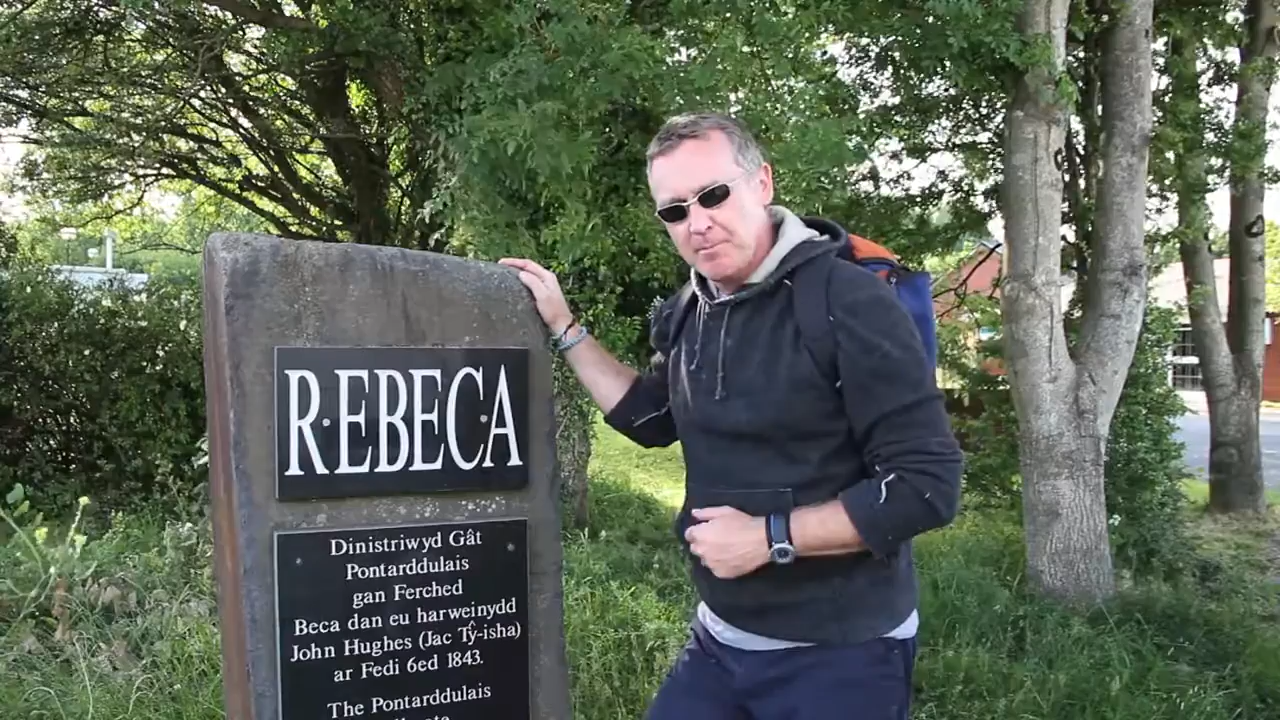 REBECA
Dinistriwyd Gât
Pontarddulais
gan Ferched
Beca dan eu harweinydd
John Hughes (Jac Tŷ-isha)
ar Fedi 6ed 1843.
The Pontarddulais